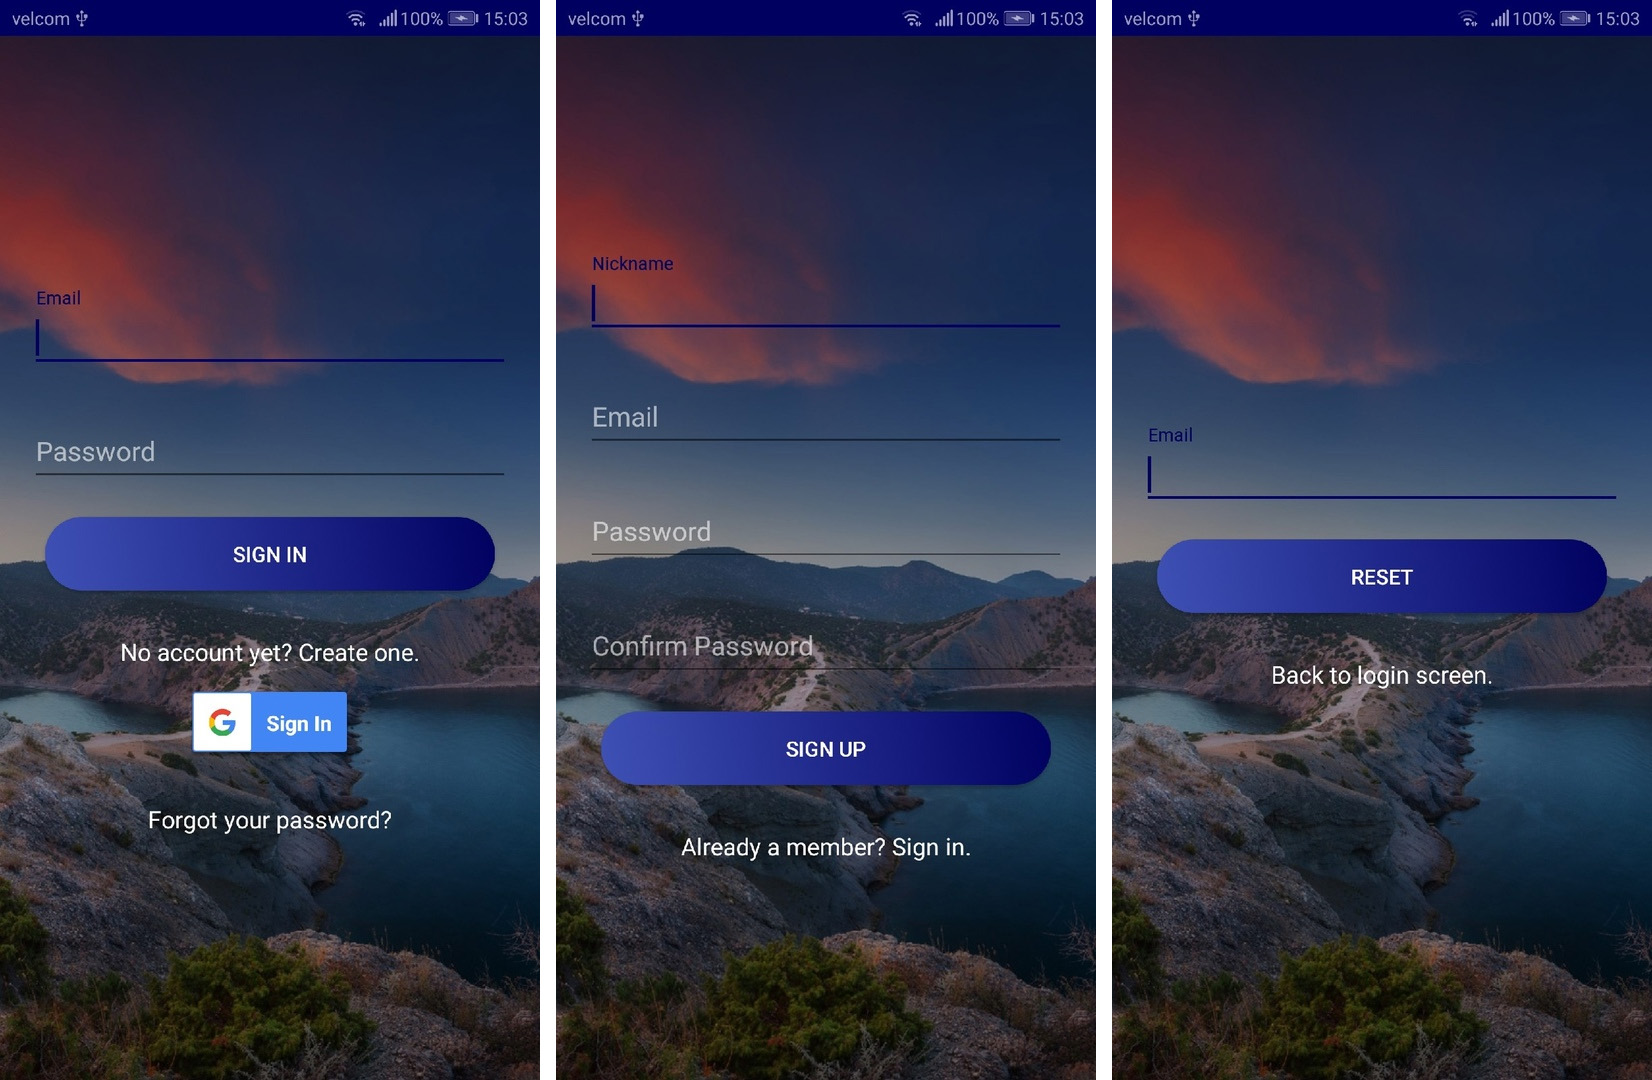 velcom 100% 15:03
Email
Password
SIGN IN
No account yet? Create one.
G Sign In
Forgot your password?
velcom 100% 15:03
Nickname
Email
Password
Confirm Password
SIGN UP
Already a member? Sign in.
velcom 100% 15:03
Email
RESET
Back to login screen.